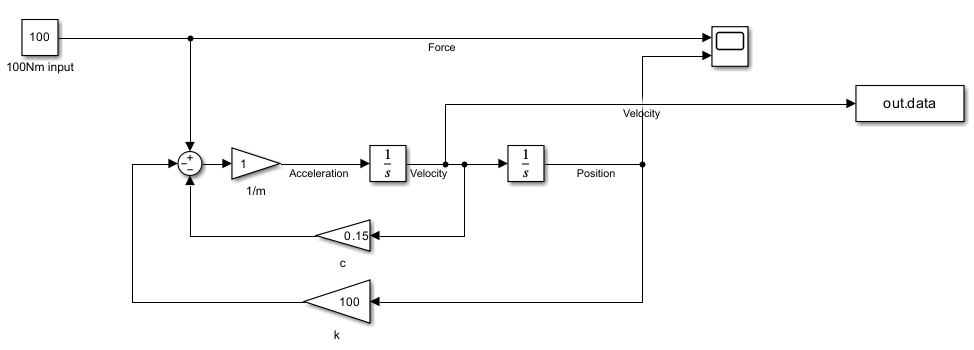 100
100Nm input
Force
Velocity
out.data
1
1/m
Acceleration
1
s
Velocity
1
s
Position
0.15
c
100
k